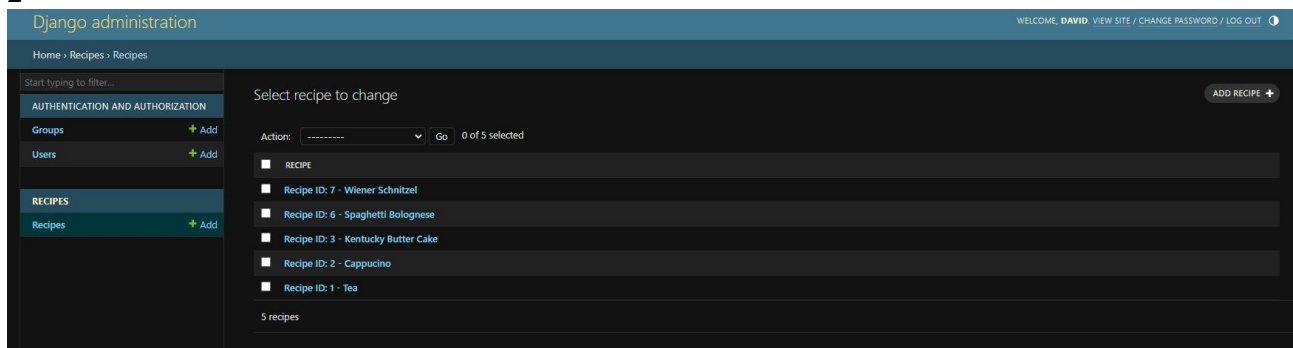 Django administration
WELCOME, DAVID. VIEW SITE / CHANGE PASSWORD / LOG OUT
Home › Recipes › Recipes
Start typing to filter...
AUTHENTICATION AND AUTHORIZATION
Groups + Add
Users + Add
RECIPES
Recipes + Add
Select recipe to change
ADD RECIPE +
Action: --------- Go 0 of 5 selected
RECIPE
Recipe ID: 7 - Wiener Schnitzel
Recipe ID: 6 - Spaghetti Bolognese
Recipe ID: 3 - Kentucky Butter Cake
Recipe ID: 2 - Cappucino
Recipe ID: 1 - Tea
5 recipes